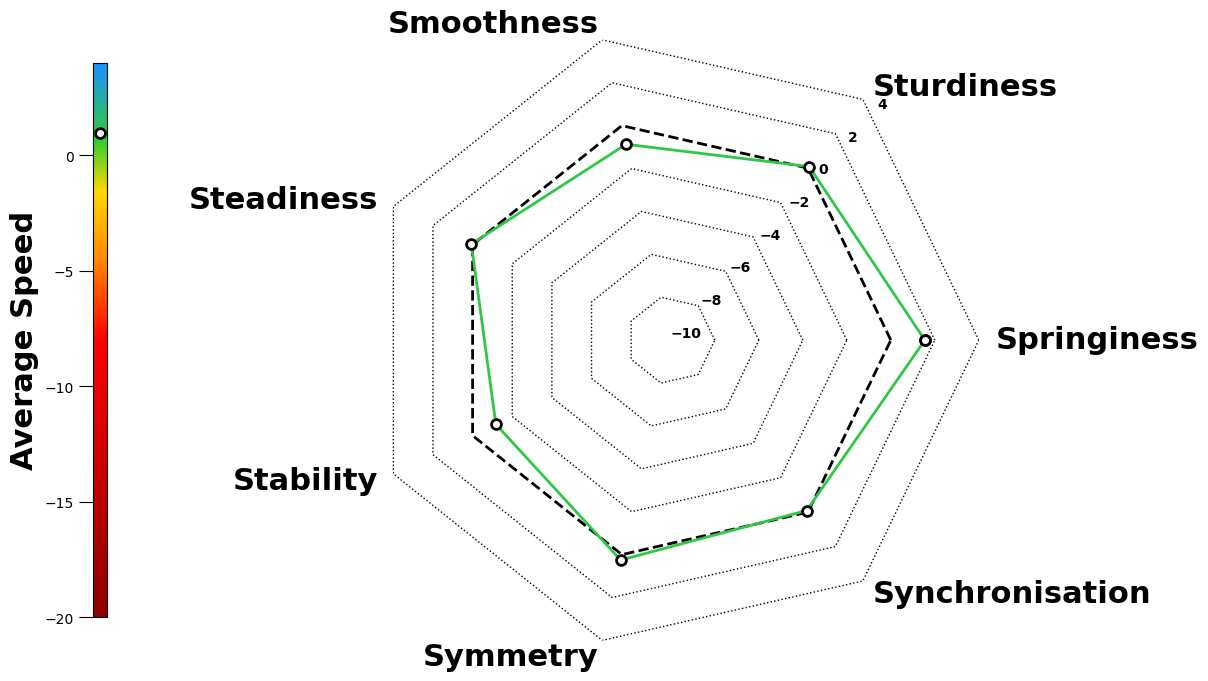 Smoothness
Sturdiness
4
2
0
−2
−4
−6
−8
−10
Steadiness
Springiness
Stability
Synchronisation
Symmetry
Average Speed
0
−5
−10
−15
−20